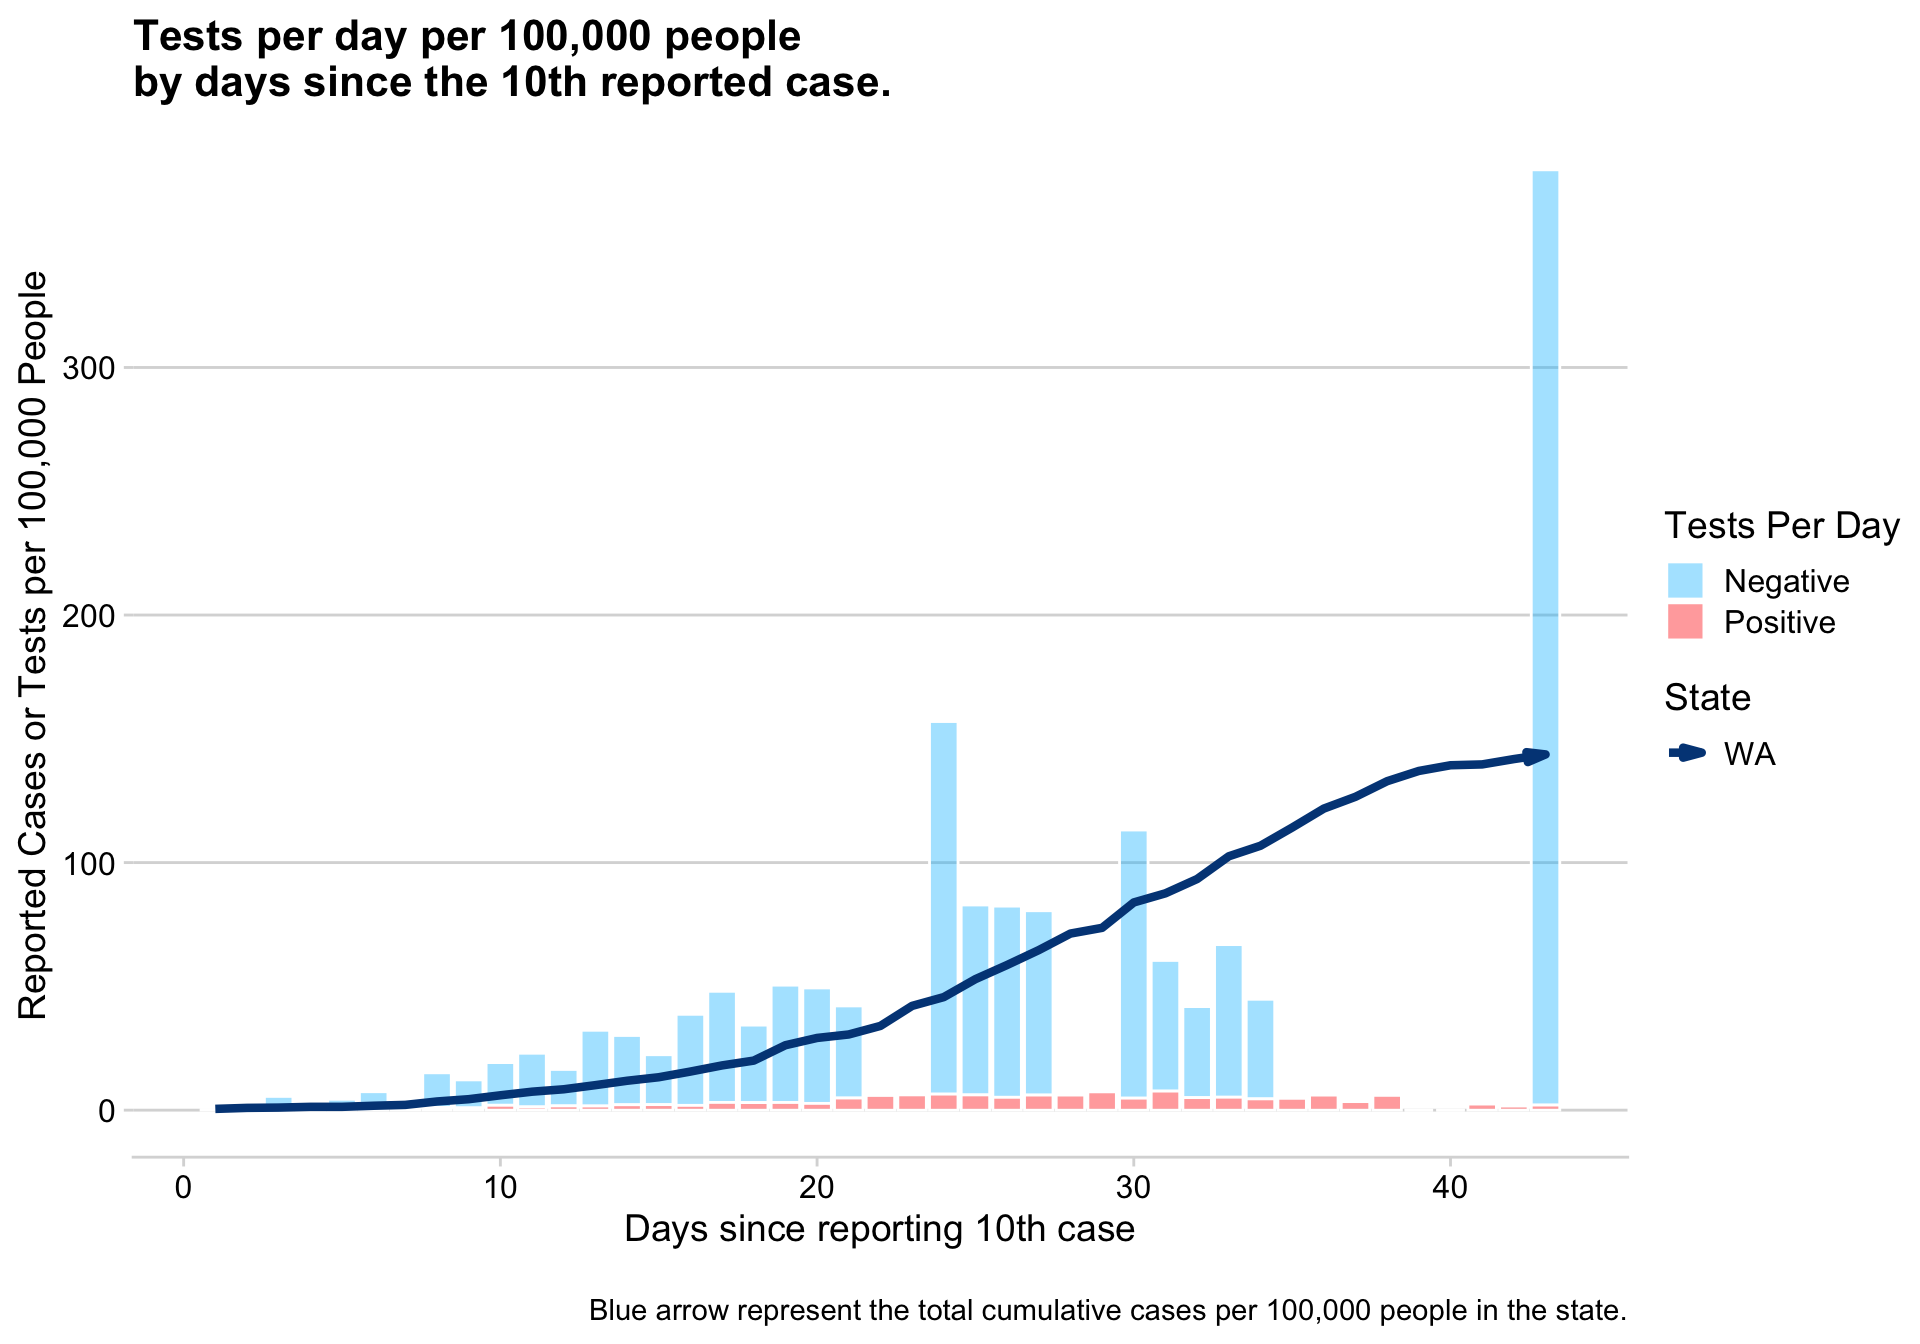 Tests per day per 100,000 people
by days since the 10th reported case.
Reported Cases or Tests per 100,000 People
300
200
100
0
0
10
20
30
40
Days since reporting 10th case
Tests Per Day
Negative
Positive
State
WA
Blue arrow represent the total cumulative cases per 100,000 people in the state.